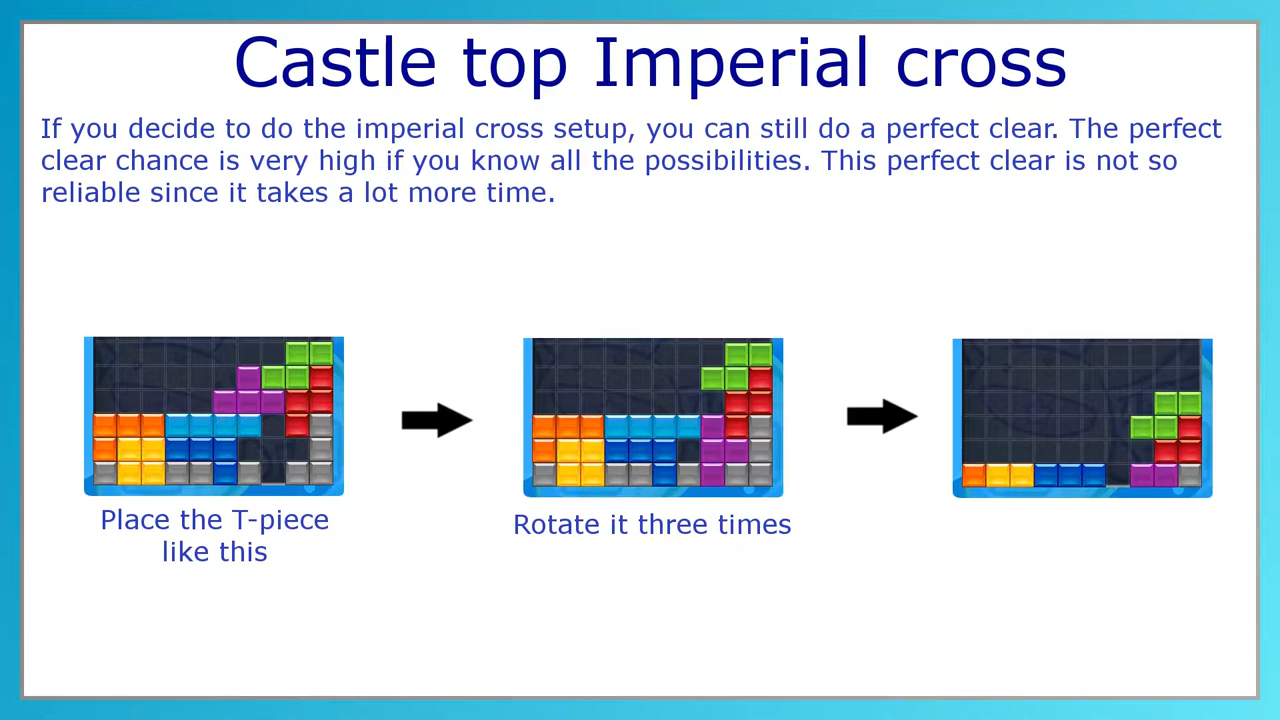 Castle top Imperial cross
If you decide to do the imperial cross setup, you can still do a perfect clear. The perfect
clear chance is very high if you know all the possibilities. This perfect clear is not so
reliable since it takes a lot more time.
Place the T-piece
like this
Rotate it three times